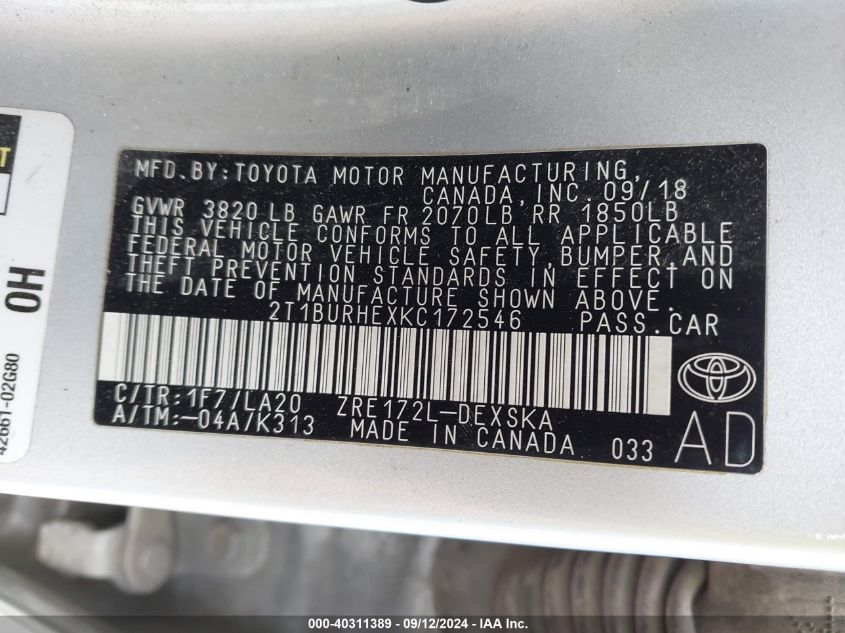 MFD.BY:TOYOTA MOTOR MANUFACTURING,
CANADA,INC. 09/18
GVWR 3820 LB GAWR FR 2070LB RR 1850LB
THIS VEHICLE CONFORMS TO ALL APPLICABLE
FEDERAL MOTOR VEHICLE SAFETY,BUMPER,AND
THEFT PREVENTION STANDARDS IN EFFECT ON
THE DATE OF MANUFACTURE SHOWN ABOVE.
2T1BURHEXKC172546 PASS.CAR
C/TR:1F7/LA20 ZRE172L-DEXSKA
A/TM:-04A/K313 MADE IN CANADA 033
AD
HO
42661-02G80
000-40311389 - 09/12/2024 - IAA Inc.